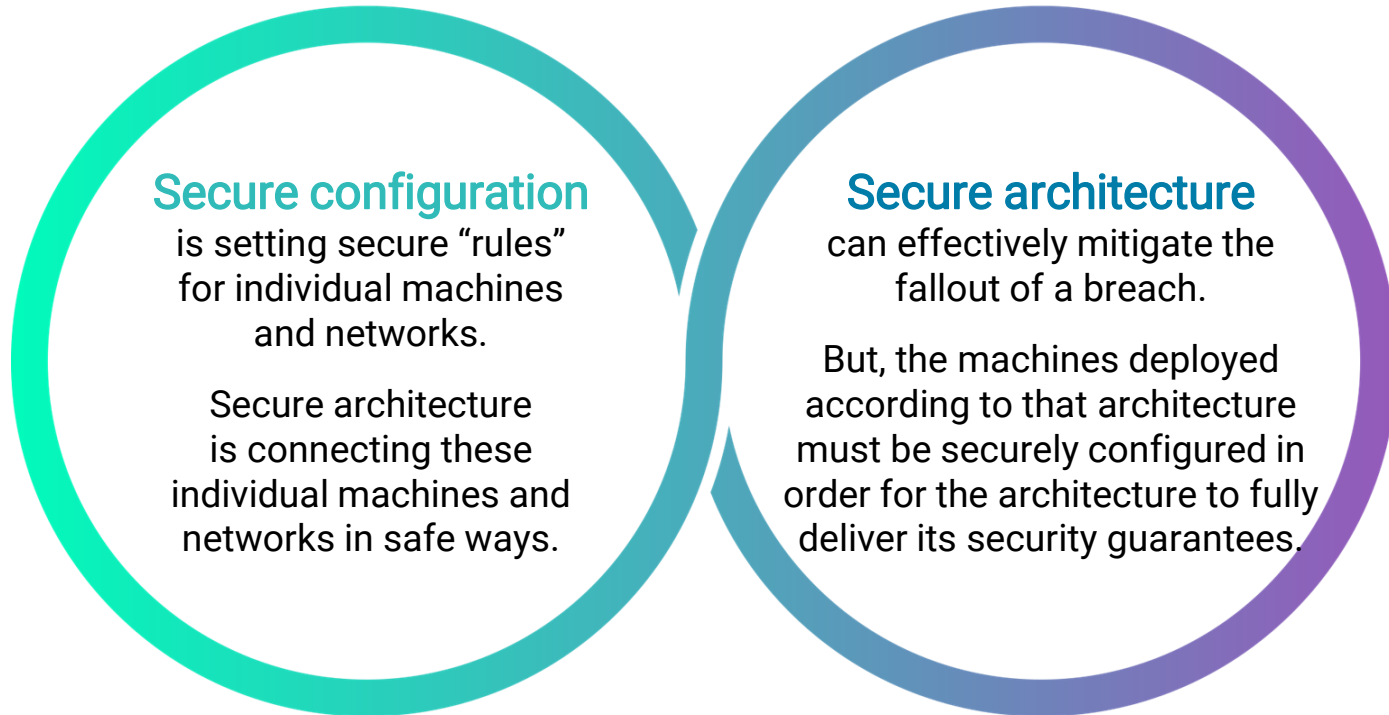 Secure configuration
is setting secure “rules”
for individual machines
and networks.
Secure architecture
is connecting these
individual machines and
networks in safe ways.
Secure architecture
can effectively mitigate the
fallout of a breach.
But, the machines deployed
according to that architecture
must be securely configured in
order for the architecture to fully
deliver its security guarantees.